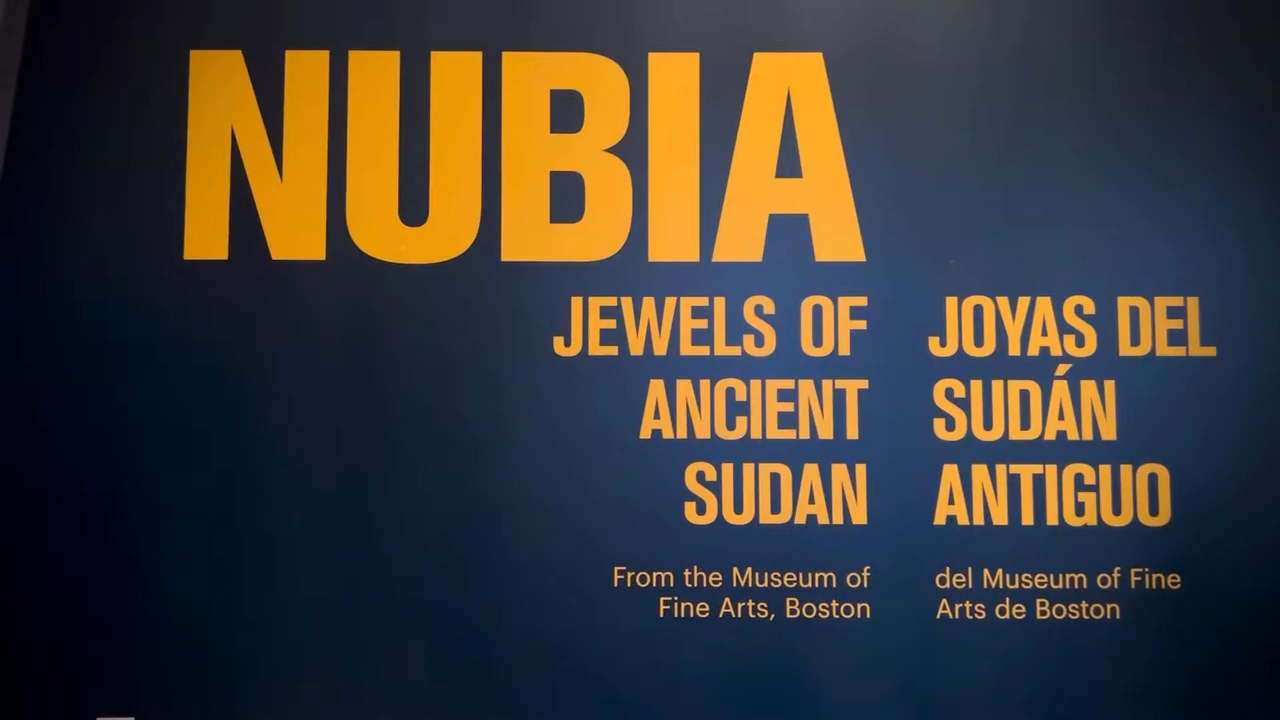 NUBIA
JEWELS OF
ANCIENT
SUDAN
From the Museum of
Fine Arts, Boston
JOYAS DEL
SUDÁN
ANTIGUO
del Museum of Fine
Arts de Boston